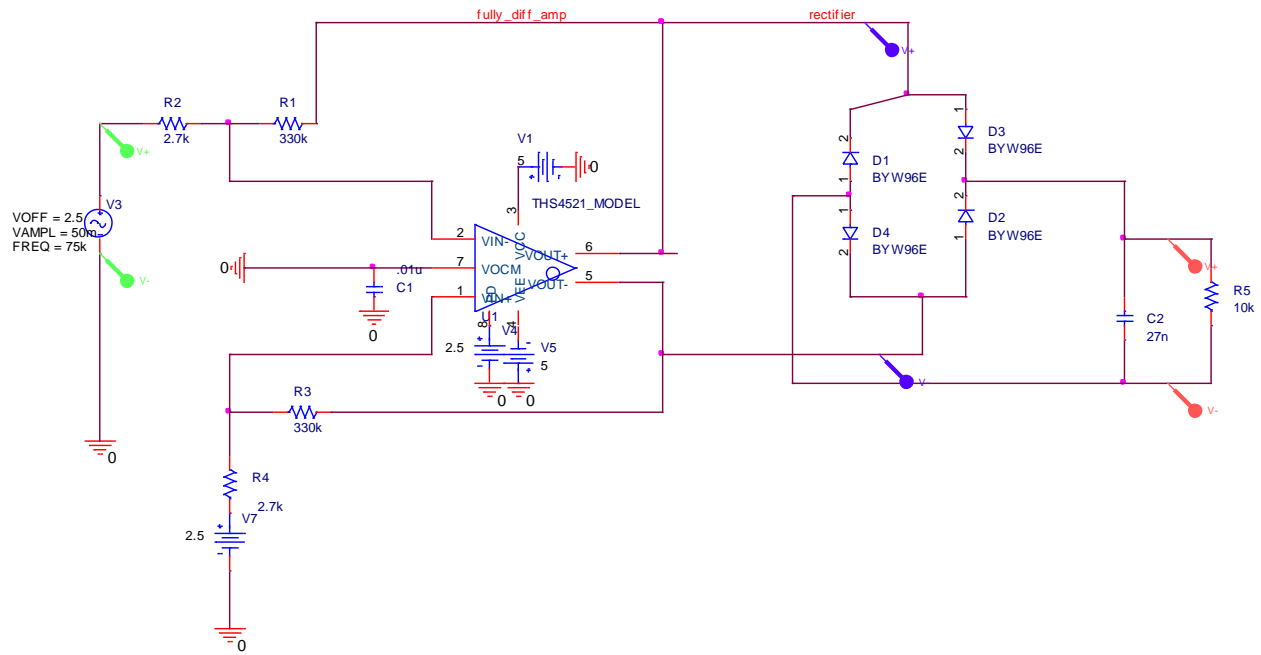 fully_diff_amp
rectifier
V+
R2
2.7k
R1
330k
V+
V3
VOFF = 2.5
VAMPL = 50m
FREQ = 75k
V-
0
V1
5
0
THS4521_MODEL
3
2
VIN-
VCC
VOUT+
6
0
7
VOCM
.01u
C1
0
1
VIN+
VEE
VOUT-
5
U1
8
4
V4
2.5
V5
5
0
0
R3
330k
R4
2.7k
V7
2.5
0
2
D1
1
BYW96E
1
D3
2
BYW96E
1
D4
2
BYW96E
2
D2
1
BYW96E
V+
R5
10k
C2
27n
V-